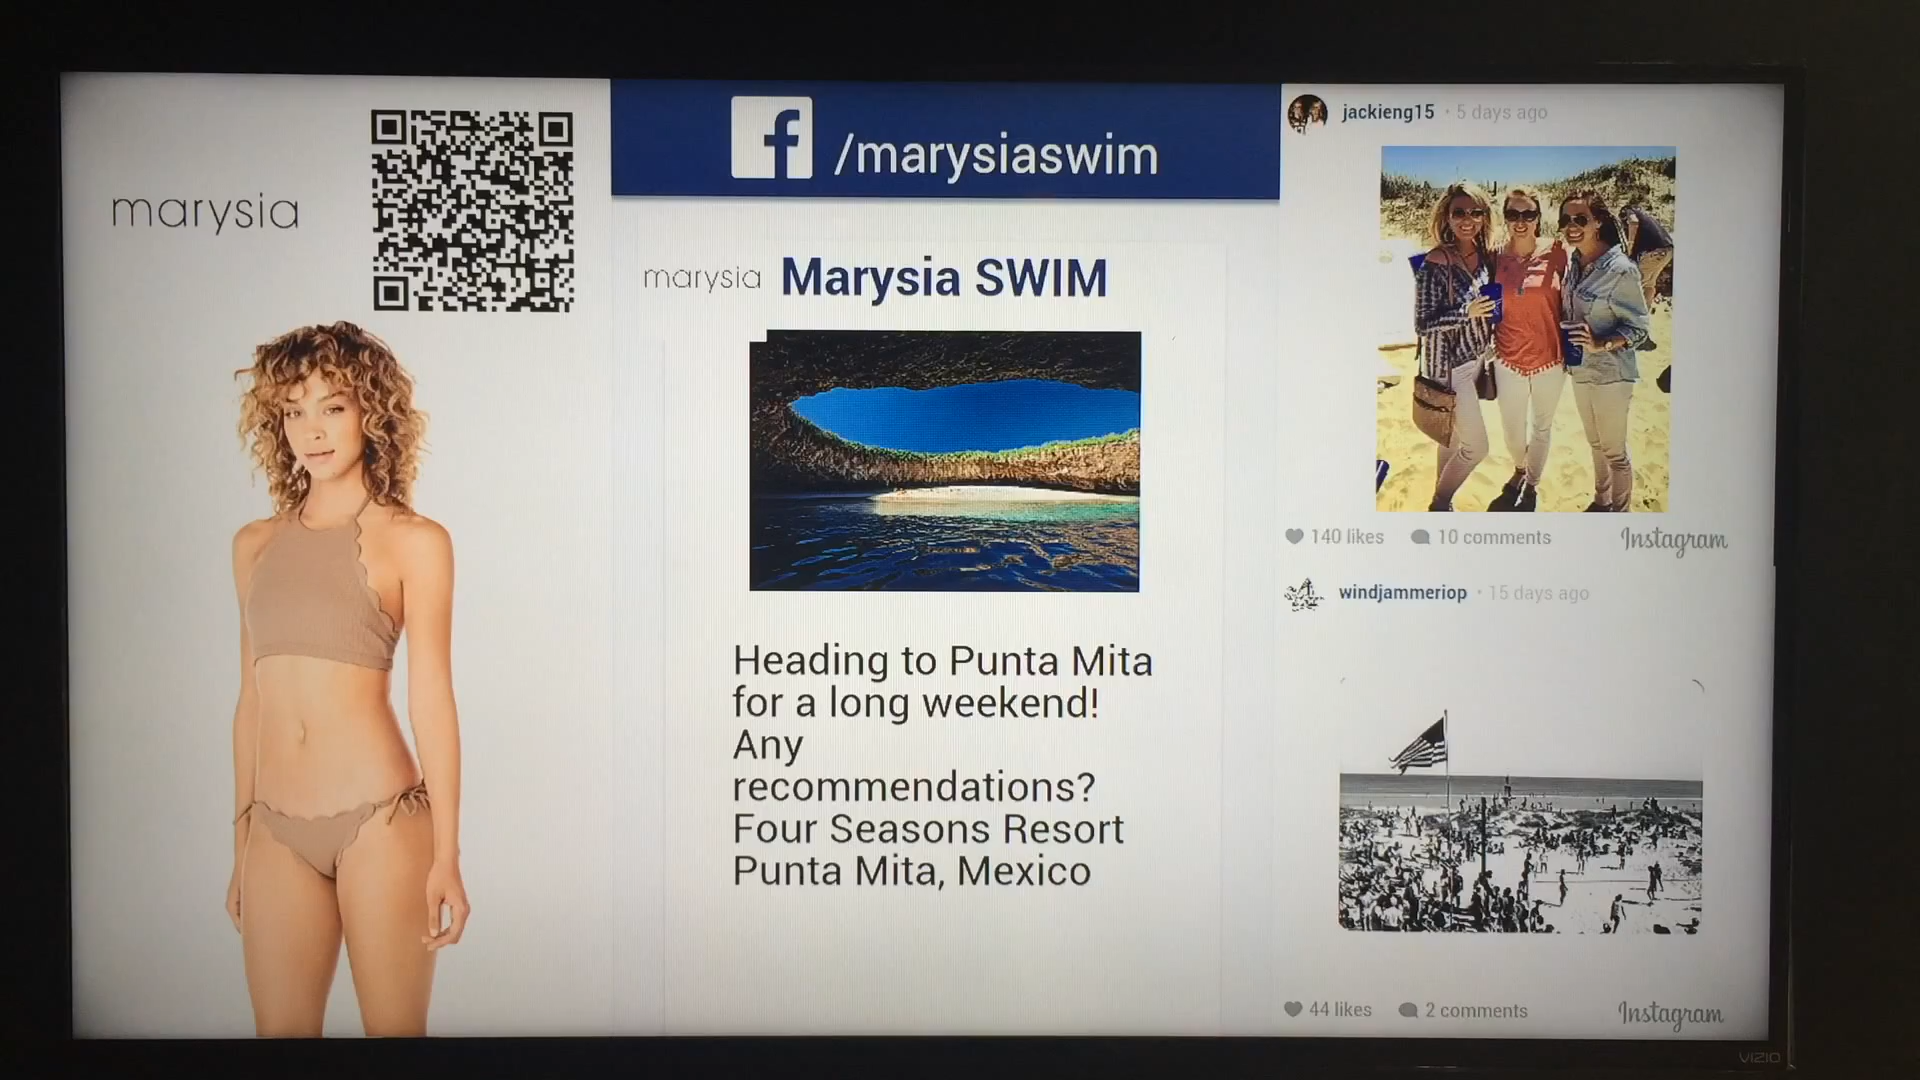 marysia
/marysiaswim
marysia Marysia SWIM
Heading to Punta Mita
for a long weekend!
Any
recommendations?
Four Seasons Resort
Punta Mita, Mexico
jackieng15 · 5 days ago
140 likes 10 comments Instagram
windjammeriop · 15 days ago
44 likes 2 comments Instagram
VIZIO